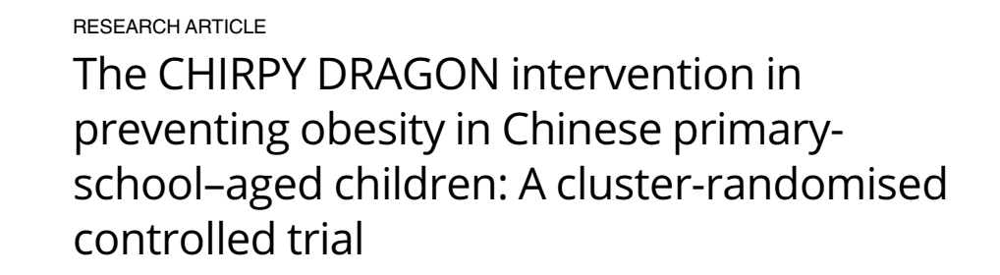 RESEARCH ARTICLE
The CHIRPY DRAGON intervention in
preventing obesity in Chinese primary-
school–aged children: A cluster-randomised
controlled trial